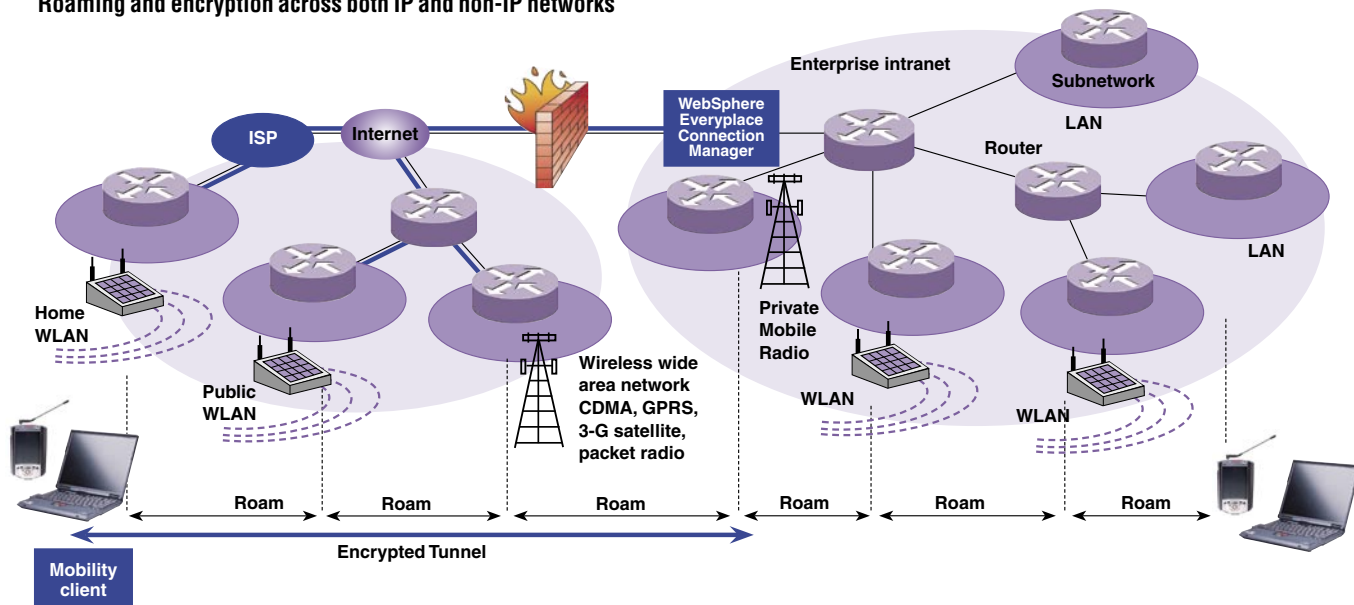 Roaming and encryption across both IP and non-IP networks
Enterprise intranet
Subnetwork
LAN
WebSphere
Everyplace
Connection
Manager
ISP
Internet
Router
LAN
Home
WLAN
Public
WLAN
Wireless wide
area network
CDMA, GPRS,
3-G satellite,
packet radio
Private
Mobile
Radio
WLAN
WLAN
Roam
Roam
Roam
Roam
Roam
Roam
Encrypted Tunnel
Mobility
client